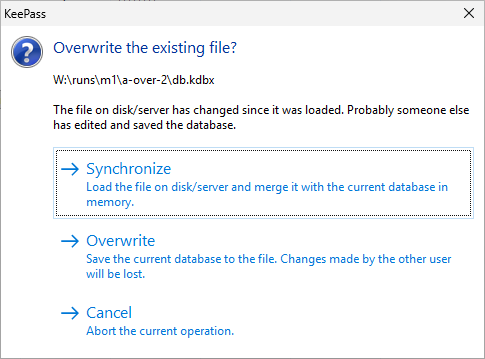 KeePass
Overwrite the existing file?
W:\runs\m1\a-over-2\db.kdbx
The file on disk/server has changed since it was loaded. Probably someone else
has edited and saved the database.
Synchronize
Load the file on disk/server and merge it with the current database in
memory.
Overwrite
Save the current database to the file. Changes made by the other user
will be lost.
Cancel
Abort the current operation.